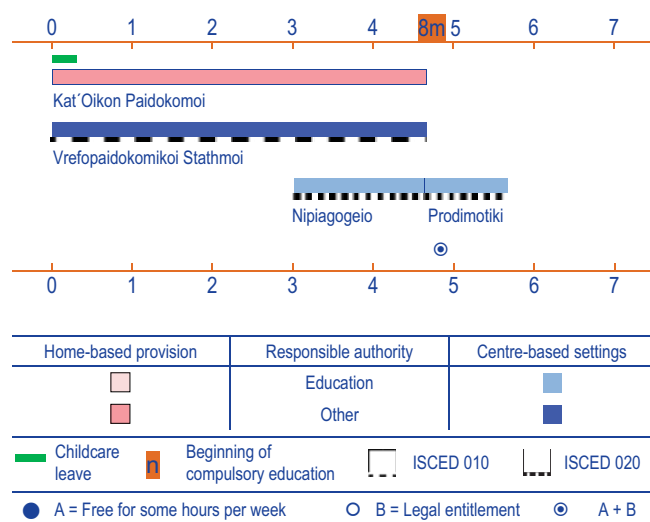 0 1 2 3 4 8m 5 6 7
Kat´Oikon Paidokomoi
Vrefopaidokomikoi Stathmoi
Nipiagogeio Prodimotiki
0 1 2 3 4 5 6 7
Home-based provision Responsible authority Centre-based settings
Education
Other
Childcare leave n Beginning of compulsory education ISCED 010 ISCED 020
A = Free for some hours per week B = Legal entitlement A + B